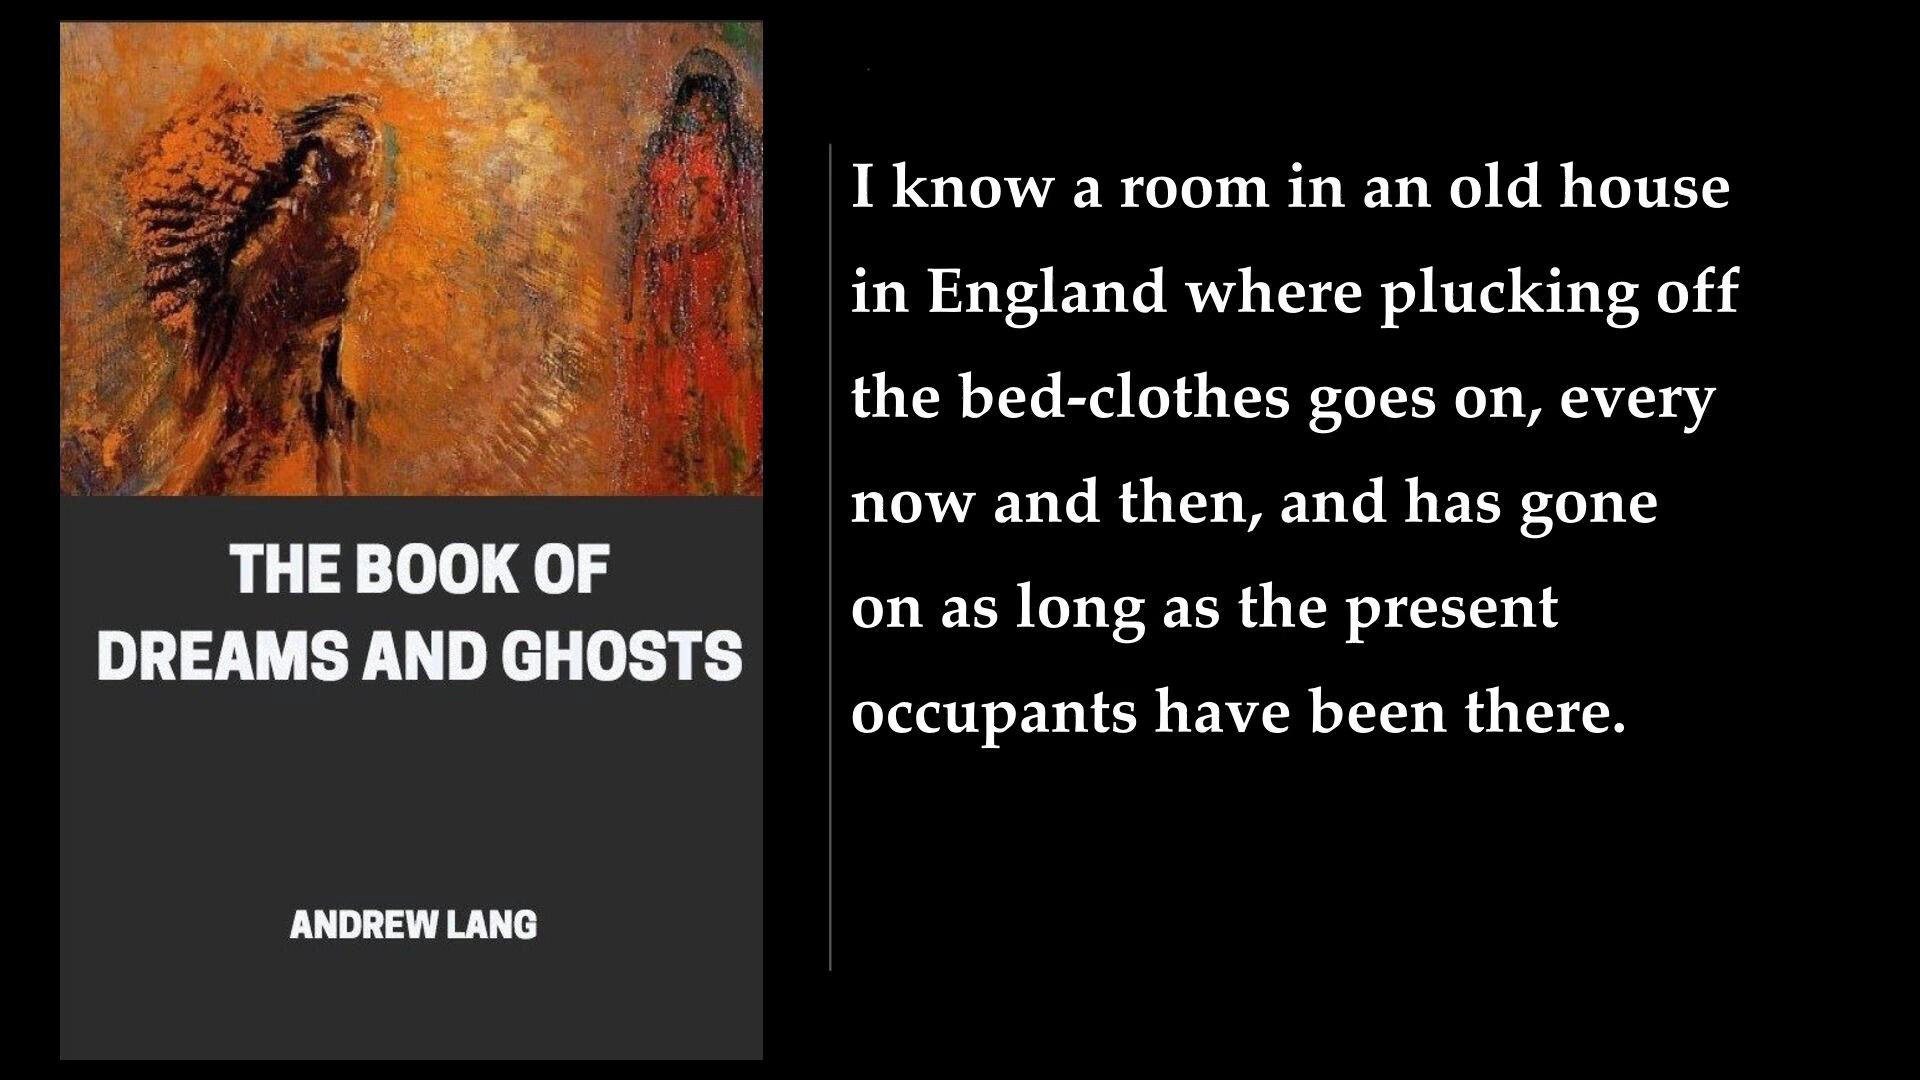 THE BOOK OF
DREAMS AND GHOSTS
ANDREW LANG
I know a room in an old house
in England where plucking off
the bed-clothes goes on, every
now and then, and has gone
on as long as the present
occupants have been there.